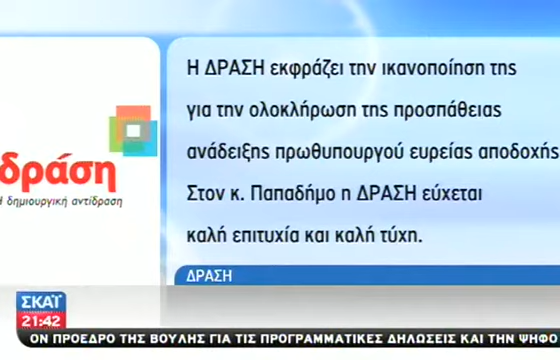 Η ΔΡΑΣΗ εκφράζει την ικανοποίηση της
για την ολοκλήρωση της προσπάθειας
ανάδειξης πρωθυπουργού ευρείας αποδοχής
Στον κ. Παπαδήμο η ΔΡΑΣΗ εύχεται
καλή επιτυχία και καλή τύχη.
δράση
Η δημιουργική αντίδραση
ΔΡΑΣΗ
ΣΚΑΪ
21:42
ΟΝ ΠΡΟΕΔΡΟ ΤΗΣ ΒΟΥΛΗΣ ΓΙΑ ΤΙΣ ΠΡΟΓΡΑΜΜΑΤΙΚΕΣ ΔΗΛΩΣΕΙΣ ΚΑΙ ΤΗΝ ΨΗΦΟ